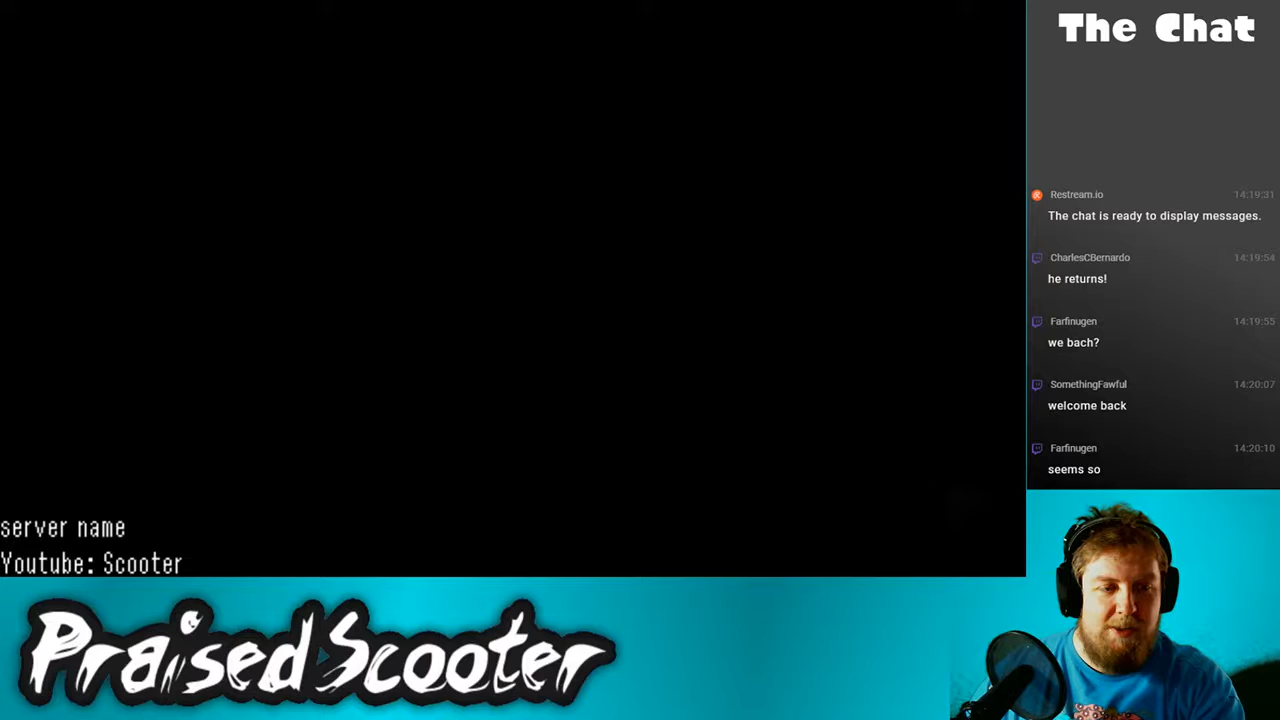 The Chat
Restream.io 14:19:31
The chat is ready to display messages.
CharlesCBernardo 14:19:54
he returns!
Farfinugen 14:19:55
we bach?
SomethingFawful 14:20:07
welcome back
Farfinugen 14:20:10
seems so
server name
Youtube: Scooter
PraisedScooter